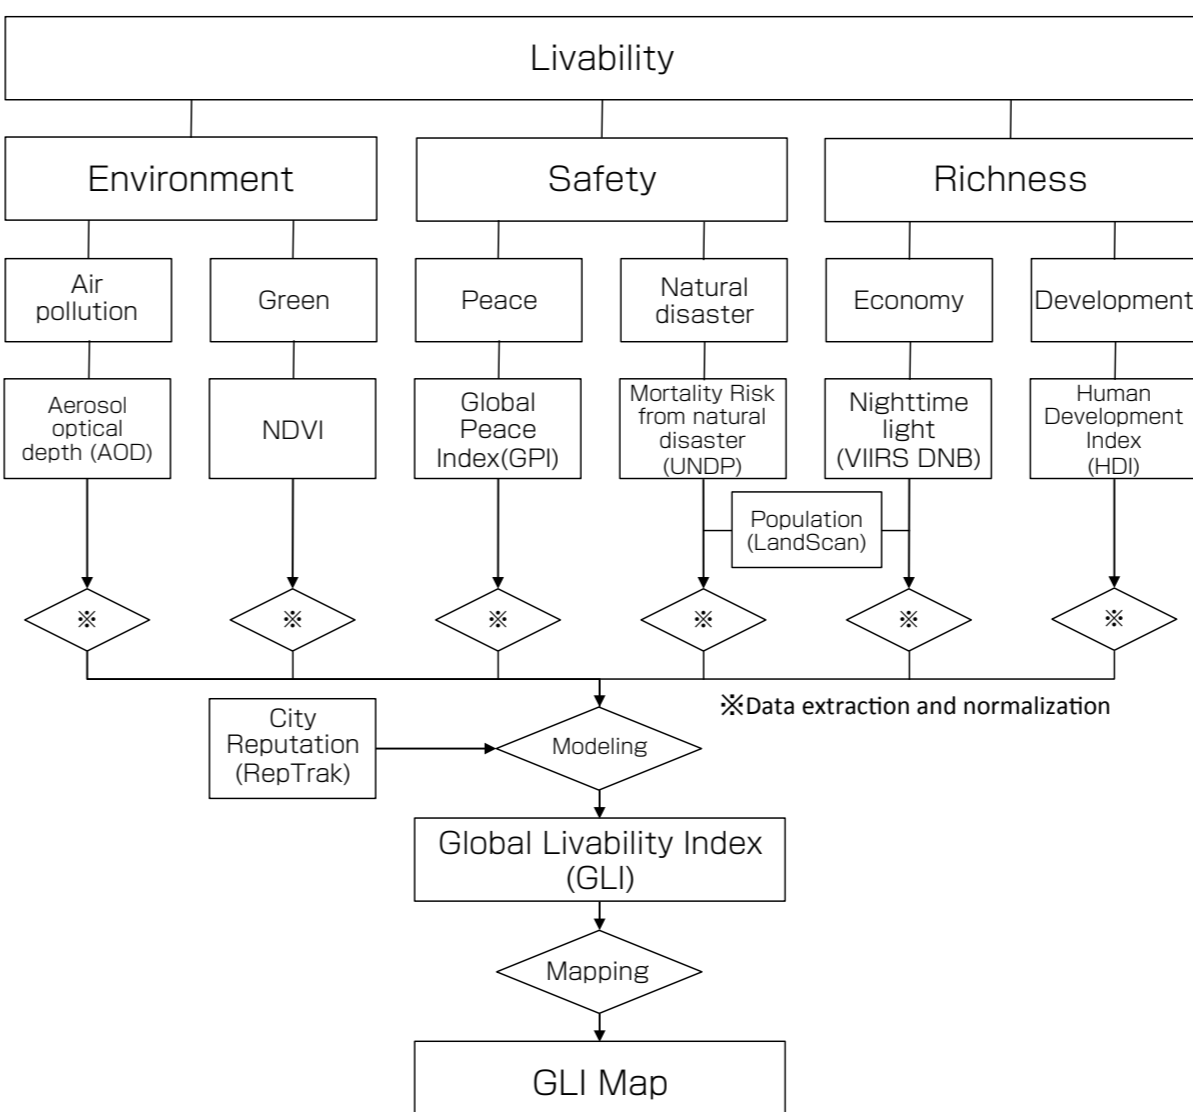 Livability
Environment
Safety
Richness
Air
pollution
Green
Peace
Natural
disaster
Economy
Development
Aerosol
optical
depth (AOD)
NDVI
Global
Peace
Index(GPI)
Mortality Risk
from natural
disaster
(UNDP)
Nighttime
light
(VIIRS DNB)
Human
Development
Index
(HDI)
Population
(LandScan)
※
※
※
※
※
※
※Data extraction and normalization
City
Reputation
(RepTrak)
Modeling
Global Livability Index
(GLI)
Mapping
GLI Map